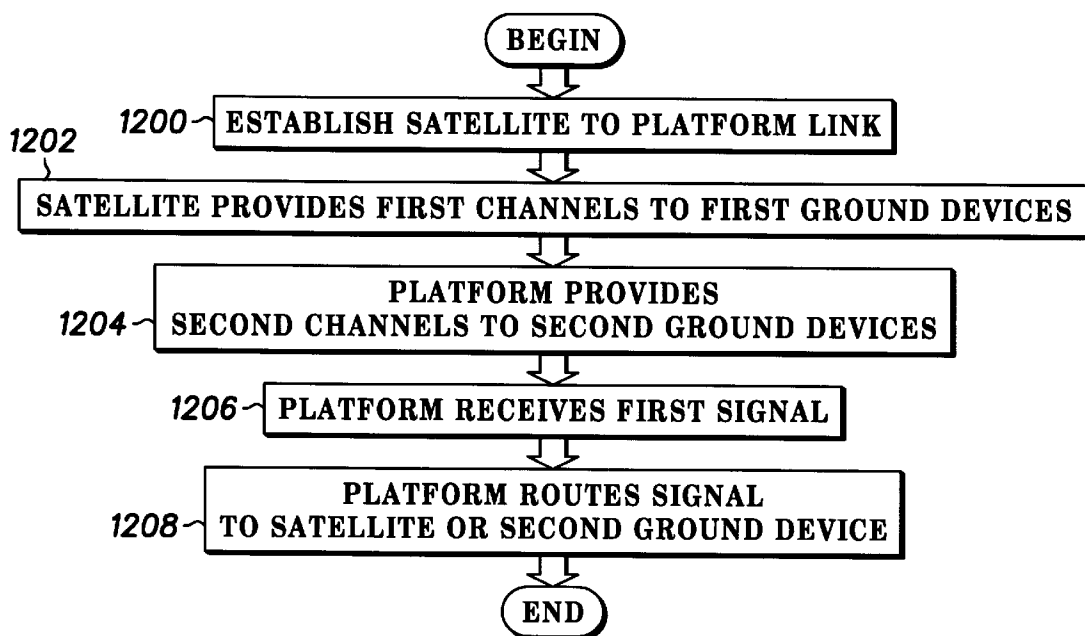 BEGIN
1200
ESTABLISH SATELLITE TO PLATFORM LINK
1202
SATELLITE PROVIDES FIRST CHANNELS TO FIRST GROUND DEVICES
1204
PLATFORM PROVIDES
SECOND CHANNELS TO SECOND GROUND DEVICES
1206
PLATFORM RECEIVES FIRST SIGNAL
1208
PLATFORM ROUTES SIGNAL
TO SATELLITE OR SECOND GROUND DEVICE
END